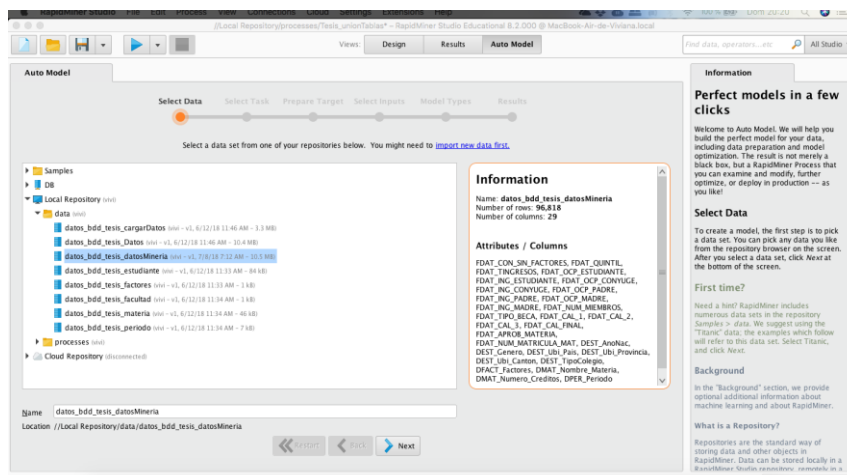 RapidMiner Studio File Edit Process View Connections Cloud Settings Extensions Help
//Local Repository/processes/Tesis_unionTablas* – RapidMiner Studio Educational 8.2.000 @ MacBook-Air-de-Viviana.local
Views: Design Results Auto Model
Find data, operators...etc All Studio
Auto Model
Select Data Select Task Prepare Target Select Inputs Model Types Results
Select a data set from one of your repositories below. You might need to import new data first.
Samples
DB
Local Repository (vivi)
data (vivi)
datos_bdd_tesis_cargarDatos (vivi – v1, 6/12/18 11:46 AM – 3.3 MB)
datos_bdd_tesis_Datos (vivi – v1, 6/12/18 11:46 AM – 10.4 MB)
datos_bdd_tesis_datosMineria (vivi – v1, 7/8/18 7:12 AM – 10.5 MB)
datos_bdd_tesis_estudiante (vivi – v1, 6/12/18 11:33 AM – 84 kB)
datos_bdd_tesis_factores (vivi – v1, 6/12/18 11:33 AM – 1 kB)
datos_bdd_tesis_facultad (vivi – v1, 6/12/18 11:34 AM – 1 kB)
datos_bdd_tesis_materia (vivi – v1, 6/12/18 11:34 AM – 46 kB)
datos_bdd_tesis_periodo (vivi – v1, 6/12/18 11:34 AM – 7 kB)
processes (vivi)
Cloud Repository (disconnected)
Information
Name: datos_bdd_tesis_datosMineria
Number of rows: 96,818
Number of columns: 29
Attributes / Columns
FDAT_CON_SIN_FACTORES, FDAT_QUINTIL,
FDAT_TINGRESOS, FDAT_OCP_ESTUDIANTE,
FDAT_ING_ESTUDIANTE, FDAT_OCP_CONYUGE,
FDAT_ING_CONYUGE, FDAT_OCP_PADRE,
FDAT_ING_PADRE, FDAT_OCP_MADRE,
FDAT_ING_MADRE, FDAT_NUM_MIEMBROS,
FDAT_TIPO_BECA, FDAT_CAL_1, FDAT_CAL_2,
FDAT_CAL_3, FDAT_CAL_FINAL,
FDAT_APROB_MATERIA,
FDAT_NUM_MATRICULA_MAT, DEST_AnoNac,
DEST_Genero, DEST_Ubi_Pais, DEST_Ubi_Provincia,
DEST_Ubi_Canton, DEST_TipoColegio,
DFACT_Factores, DMAT_Nombre_Materia,
DMAT_Numero_Creditos, DPER_Periodo
Name datos_bdd_tesis_datosMineria
Location //Local Repository/data/datos_bdd_tesis_datosMineria
Restart Back Next
Information
Perfect models in a few
clicks
Welcome to Auto Model. We will help you
build the perfect model for your data,
including data preparation and model
optimization. The result is not merely a
black box, but a RapidMiner Process that
you can examine and modify, further
optimize, or deploy in production -- as
you like!
Select Data
To create a model, the first step is to pick
a data set. You can pick any data you like
from the repository browser on the screen.
After you select a data set, click Next at
the bottom of the screen.
First time?
Need a hint? RapidMiner includes
numerous data sets in the repository
Samples > data. We suggest using the
"Titanic" data: the examples which follow
will refer to this data set. Select Titanic,
and click Next.
Background
In the "Background" section, we provide
optional additional information about
machine learning and about RapidMiner.
What is a Repository?
Repositories are the standard way of
storing data and other objects in
RapidMiner. Data can be stored locally in a
RapidMiner Studio repository, remotely in a